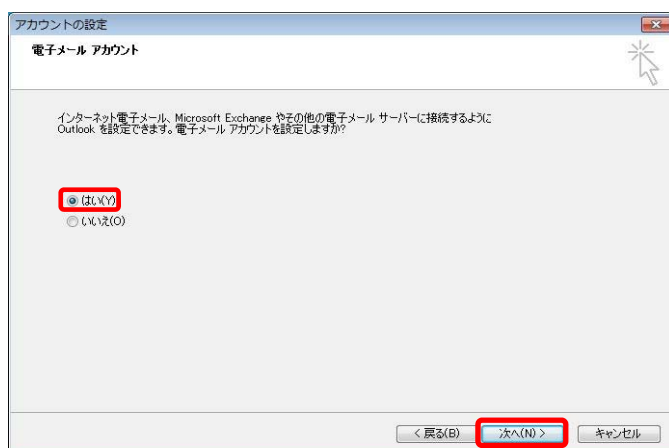 アカウントの設定
電子メール アカウント
インターネット電子メール、Microsoft Exchange やその他の電子メール サーバーに接続するように
Outlook を設定できます。電子メール アカウントを設定しますか?
はい(Y)
いいえ(O)
< 戻る(B) 次へ(N) > キャンセル